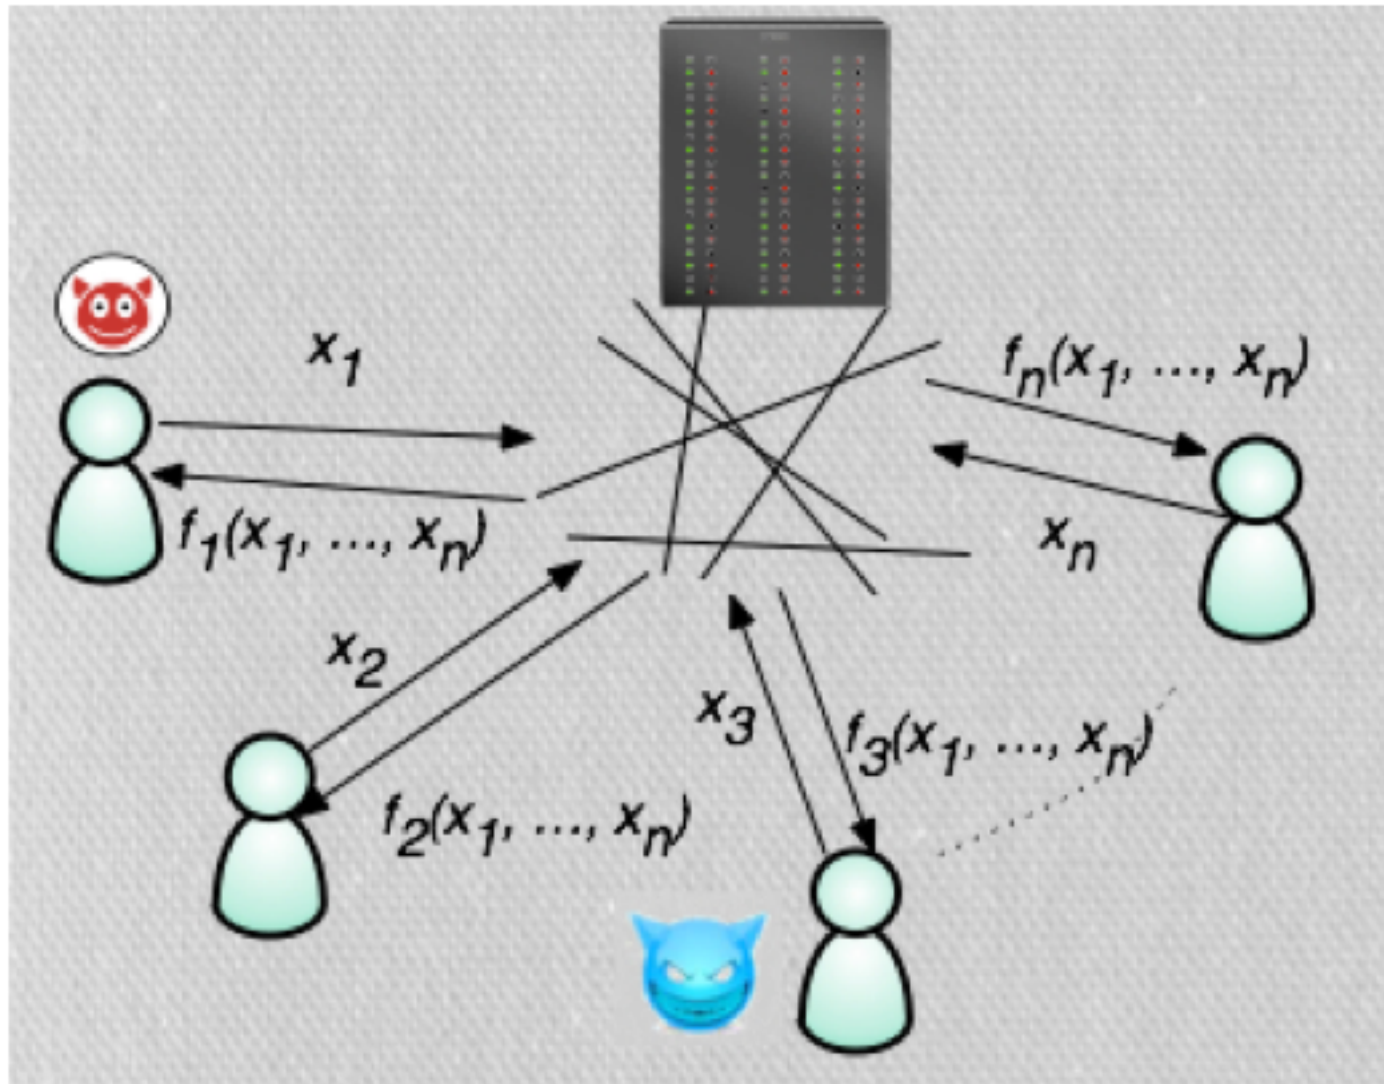 x1
fn(x1, ..., xn)
f1(x1, ..., xn)
xn
x2
x3
f3(x1, ..., xn)
f2(x1, ..., xn)